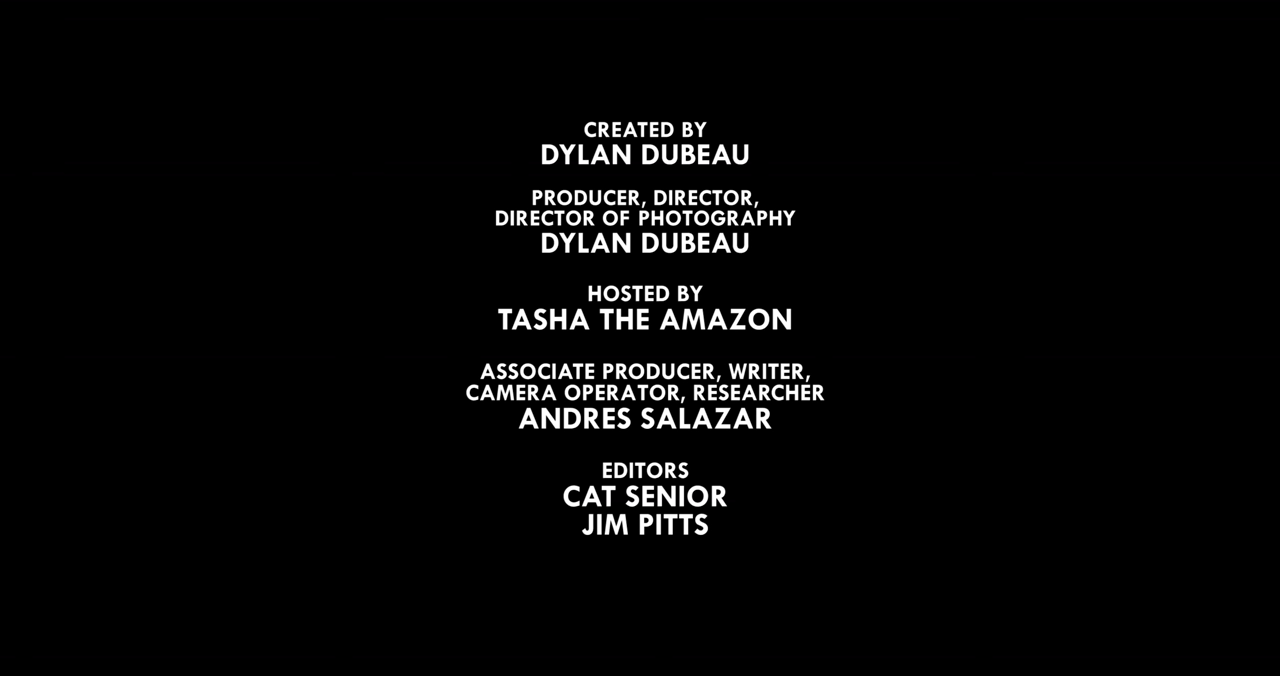 CREATED BY
DYLAN DUBEAU
PRODUCER, DIRECTOR,
DIRECTOR OF PHOTOGRAPHY
DYLAN DUBEAU
HOSTED BY
TASHA THE AMAZON
ASSOCIATE PRODUCER, WRITER,
CAMERA OPERATOR, RESEARCHER
ANDRES SALAZAR
EDITORS
CAT SENIOR
JIM PITTS